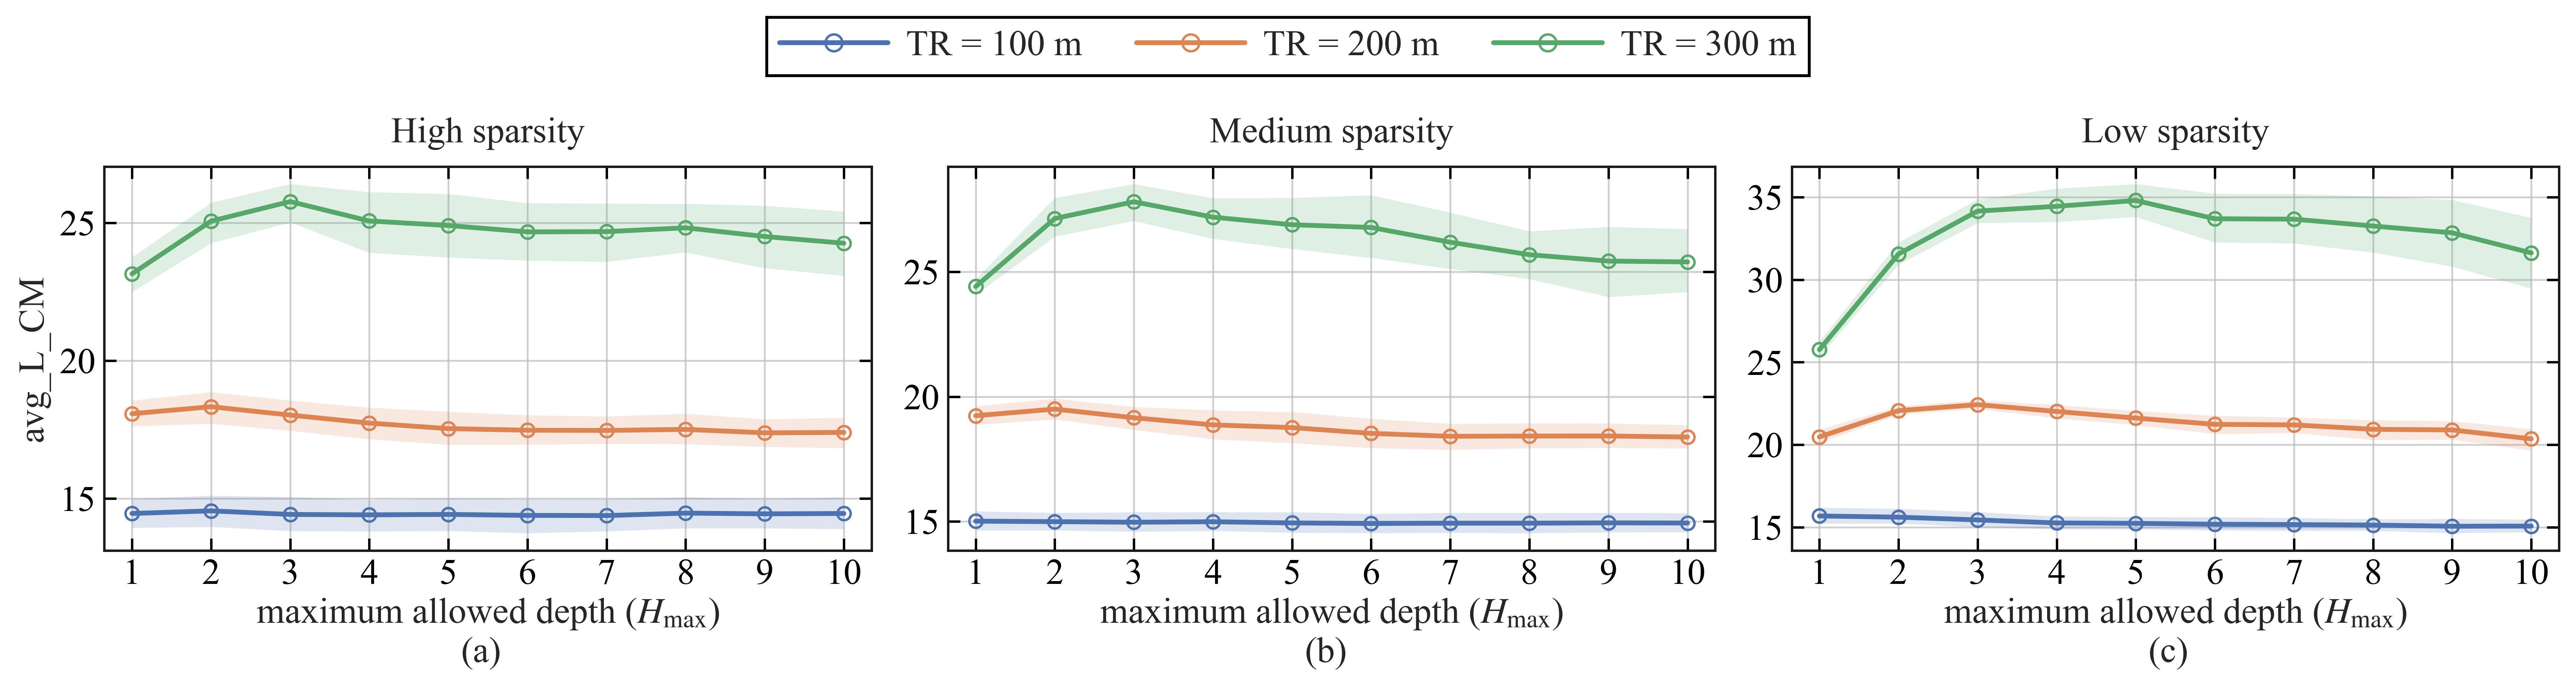 TR = 100 m TR = 200 m TR = 300 m
High sparsity Medium sparsity Low sparsity
avg_L_CM
25
20
15
1 2 3 4 5 6 7 8 9 10
maximum allowed depth (Hmax)
(a)
25
20
15
1 2 3 4 5 6 7 8 9 10
maximum allowed depth (Hmax)
(b)
35
30
25
20
15
1 2 3 4 5 6 7 8 9 10
maximum allowed depth (Hmax)
(c)